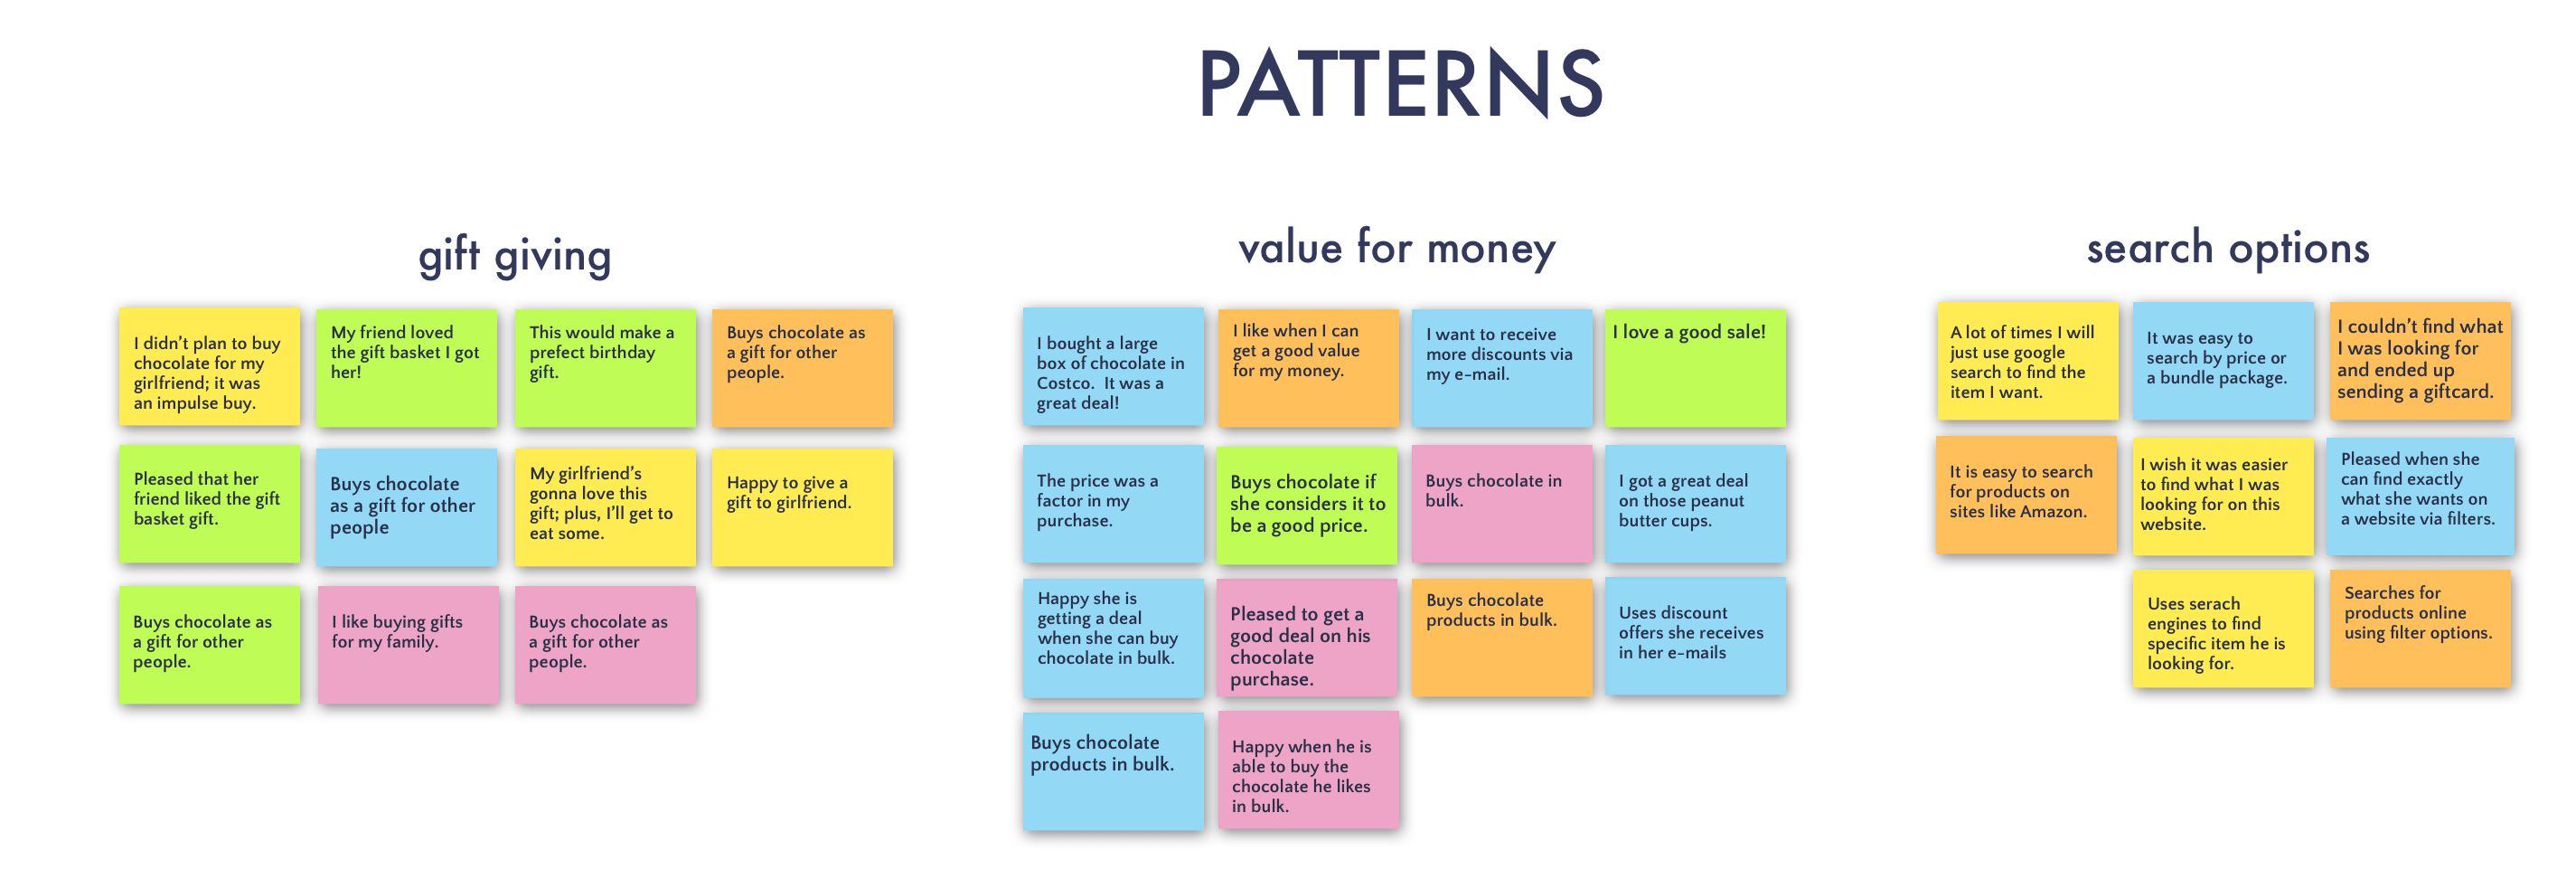 PATTERNS
gift giving
I didn't plan to buy
chocolate for my
girlfriend; it was
an impulse buy.
My friend loved
the gift basket I got
her!
This would make a
prefect birthday
gift.
Buys chocolate as
a gift for other
people.
Pleased that her
friend liked the gift
basket gift.
Buys chocolate
as a gift for other
people
My girlfriend's
gonna love this
gift; plus, I'll get to
eat some.
Happy to give a
gift to girlfriend.
Buys chocolate as
a gift for other
people.
I like buying gifts
for my family.
Buys chocolate as
a gift for other
people.
value for money
I bought a large
box of chocolate in
Costco.  It was a
great deal!
I like when I can
get a good value
for my money.
I want to receive
more discounts via
my e-mail.
I love a good sale!
The price was a
factor in my
purchase.
Buys chocolate if
she considers it to
be a good price.
Buys chocolate in
bulk.
I got a great deal
on those peanut
butter cups.
Happy she is
getting a deal
when she can buy
chocolate in bulk.
Pleased to get a
good deal on his
chocolate
purchase.
Buys chocolate
products in bulk.
Uses discount
offers she receives
in her e-mails
Buys chocolate
products in bulk.
Happy when he is
able to buy the
chocolate he likes
in bulk.
search options
A lot of times I will
just use google
search to find the
item I want.
It was easy to
search by price or
a bundle package.
I couldn't find what
I was looking for
and ended up
sending a giftcard.
It is easy to search
for products on
sites like Amazon.
I wish it was easier
to find what I was
looking for on this
website.
Pleased when she
can find exactly
what she wants on
a website via filters.
Uses serach
engines to find
specific item he is
looking for.
Searches for
products online
using filter options.